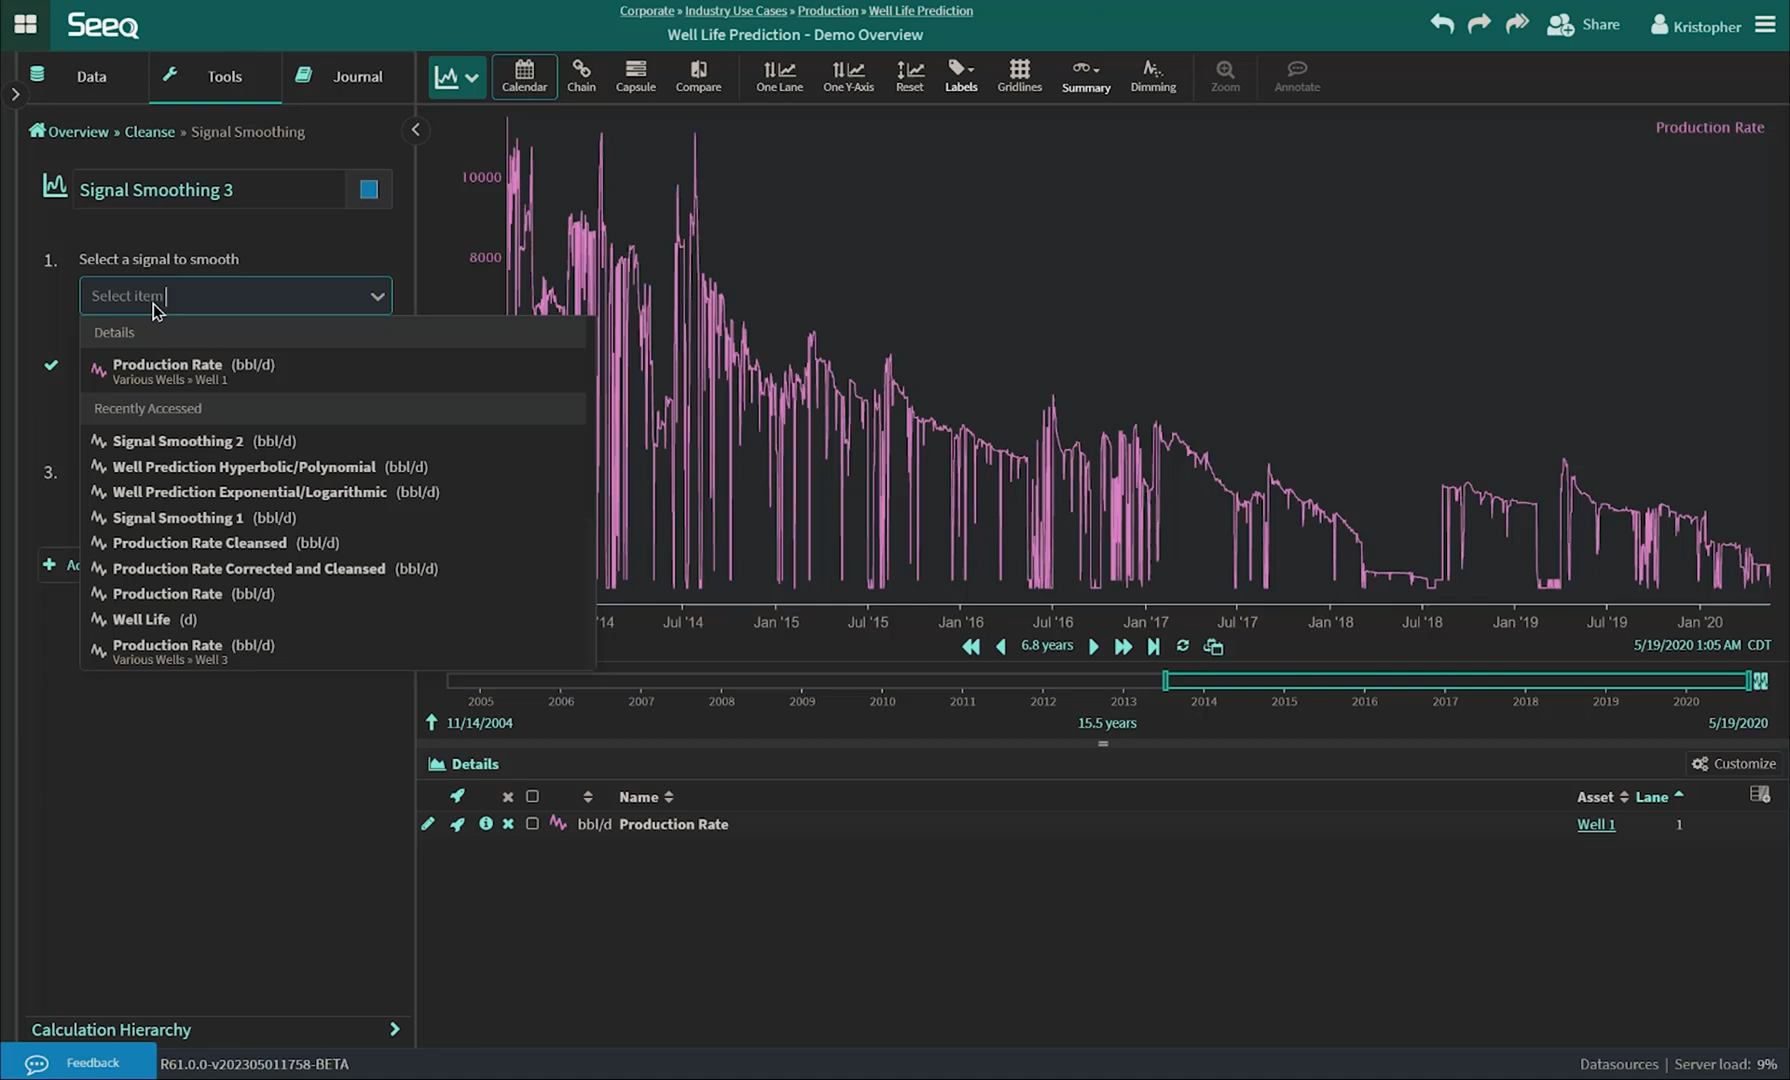 Seeq
Corporate » Industry Use Cases » Production » Well Life Prediction
Well Life Prediction - Demo Overview
Share
Kristopher
Data
Tools
Journal
Calendar
Chain
Capsule
Compare
One Lane
One Y-Axis
Reset
Labels
Gridlines
Summary
Dimming
Zoom
Annotate
Overview » Cleanse » Signal Smoothing
Signal Smoothing 3
1. Select a signal to smooth
Select item
Details
Production Rate (bbl/d)
Various Wells » Well 1
Recently Accessed
Signal Smoothing 2 (bbl/d)
Well Prediction Hyperbolic/Polynomial (bbl/d)
3.
Well Prediction Exponential/Logarithmic (bbl/d)
Signal Smoothing 1 (bbl/d)
Production Rate Cleansed (bbl/d)
Production Rate Corrected and Cleansed (bbl/d)
Production Rate (bbl/d)
Well Life (d)
Production Rate (bbl/d)
Various Wells » Well 3
Production Rate
10000
8000
'14 Jul '14 Jan '15 Jul '15 Jan '16 Jul '16 Jan '17 Jul '17 Jan '18 Jul '18 Jan '19 Jul '19 Jan '20
6.8 years
5/19/2020 1:05 AM CDT
2005 2006 2007 2008 2009 2010 2011 2012 2013 2014 2015 2016 2017 2018 2019 2020
11/14/2004
15.5 years
5/19/2020
Details
Customize
Name
Asset
Lane
bbl/d Production Rate
Well 1
1
Calculation Hierarchy
Feedback
R61.0.0-v202305011758-BETA
Datasources | Server load: 9%